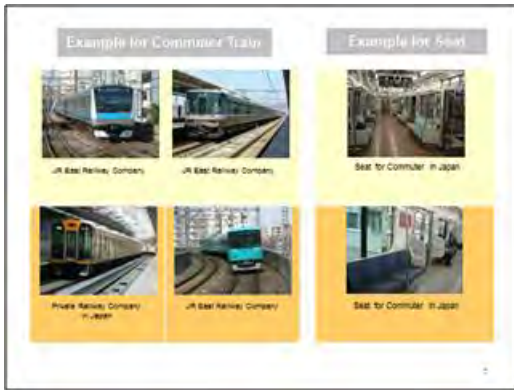 Example for Commuter Train
Example for Seat
JR East Railway Company
JR East Railway Company
Seat for Commuter in Japan
Private Railway Company
in Japan
JR East Railway Company
Seat for Commuter in Japan